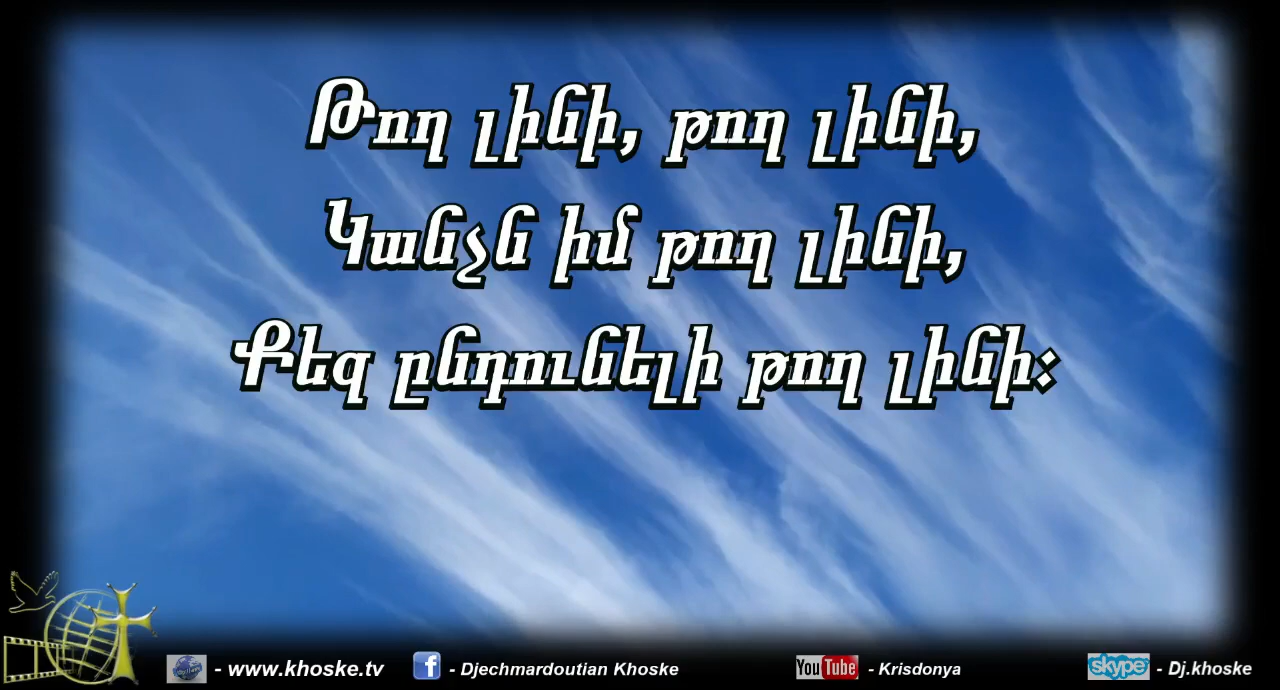 Թող լինի, թող լինի,
Կանչն իմ թող լինի,
Քեզ ընդունելի թող լինի:
- www.khoske.tv
f - Djechmardoutian Khoske
YouTube - Krisdonya
skype - Dj.khoske